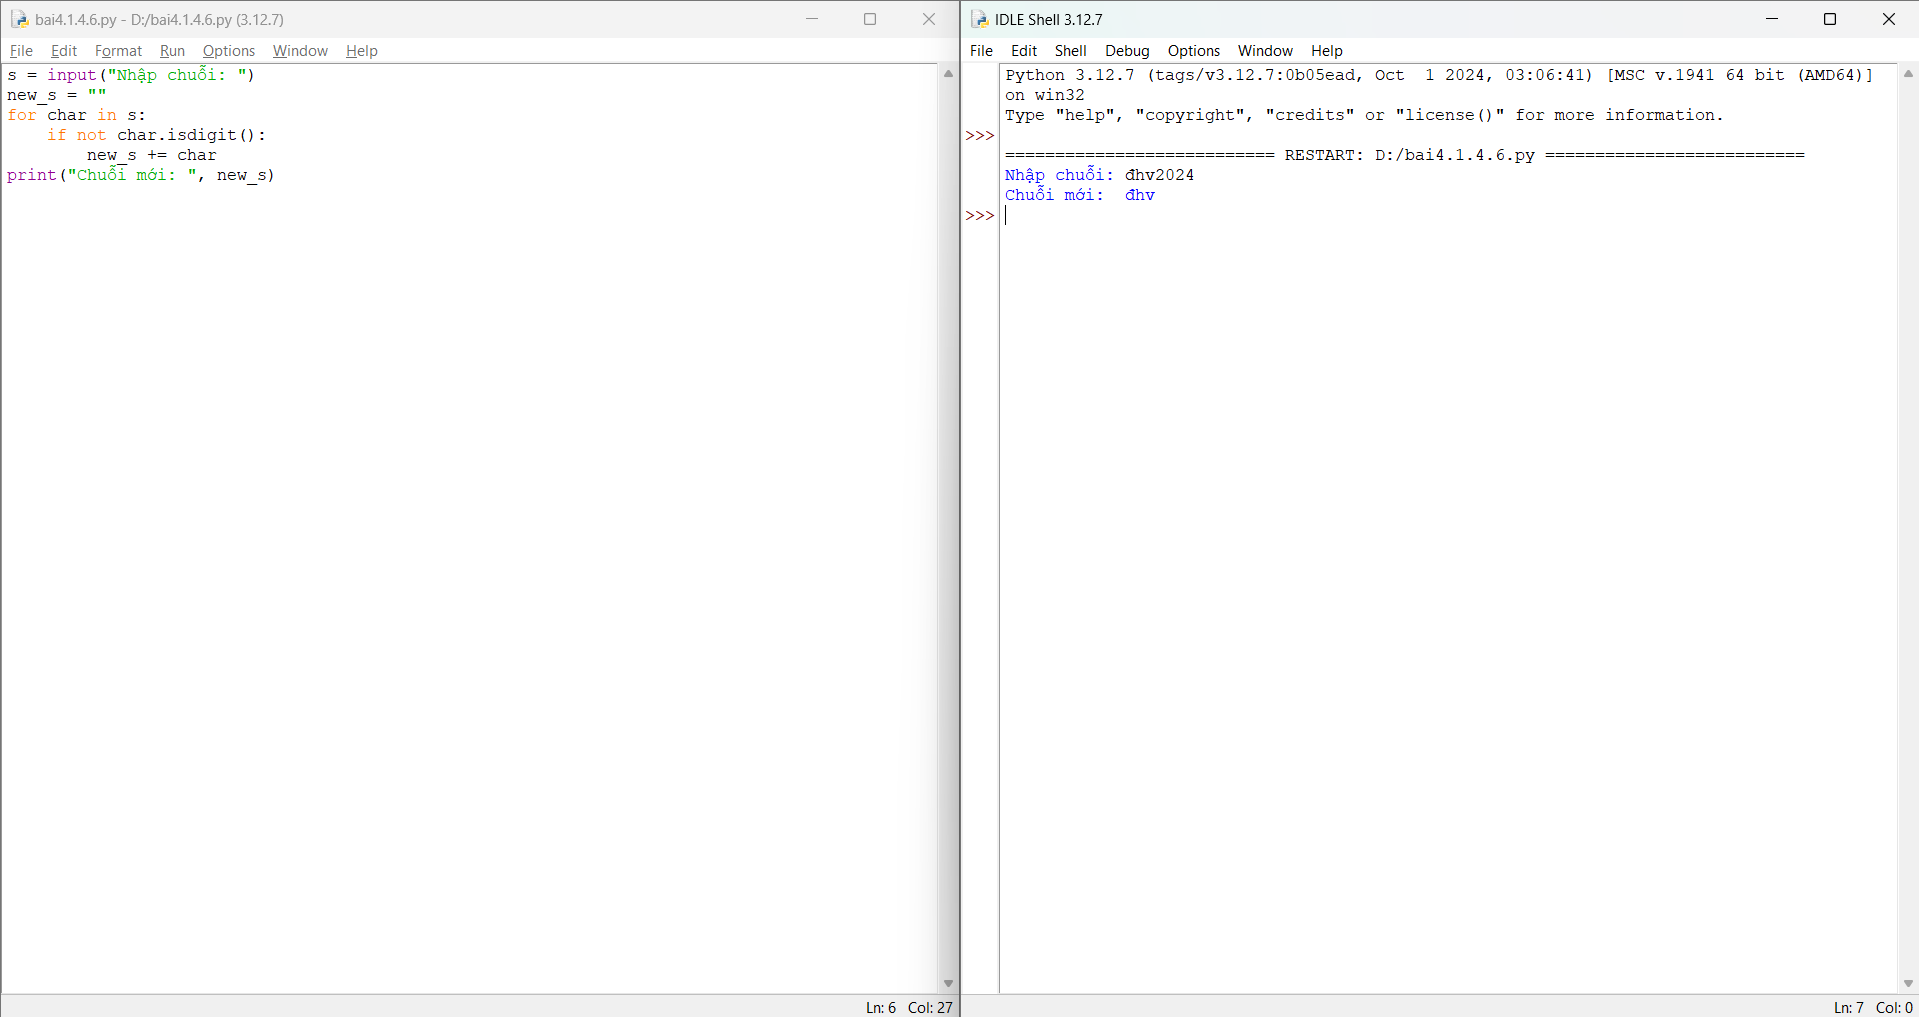 bai4.1.4.6.py - D:/bai4.1.4.6.py (3.12.7)
File Edit Format Run Options Window Help
s = input("Nhập chuỗi: ")
new_s = ""
for char in s:
    if not char.isdigit():
        new_s += char
print("Chuỗi mới: ", new_s)
Ln: 6 Col: 27
IDLE Shell 3.12.7
File Edit Shell Debug Options Window Help
Python 3.12.7 (tags/v3.12.7:0b05ead, Oct  1 2024, 03:06:41) [MSC v.1941 64 bit (AMD64)]
on win32
Type "help", "copyright", "credits" or "license()" for more information.
>>>
=========================== RESTART: D:/bai4.1.4.6.py ==========================
Nhập chuỗi: đhv2024
Chuỗi mới:  đhv
>>>
Ln: 7 Col: 0